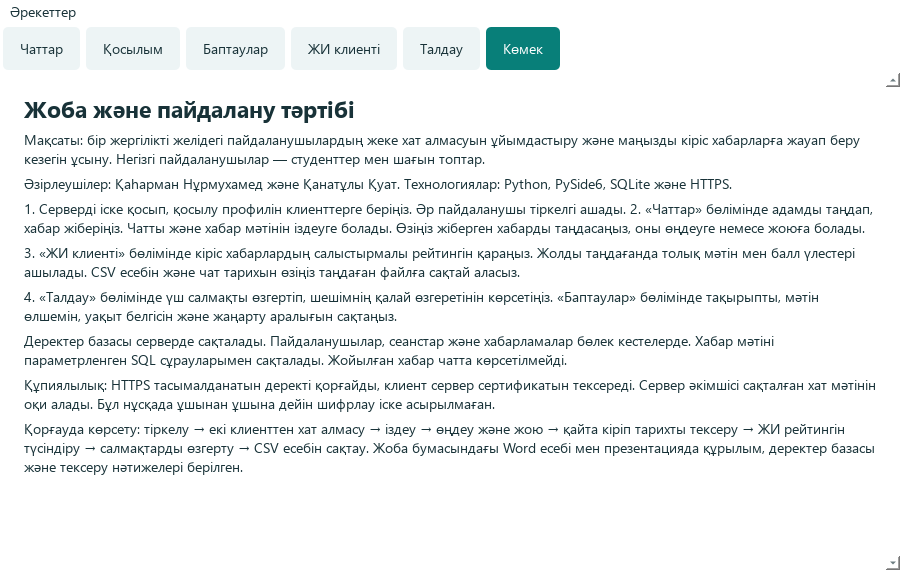 Әрекеттер
Чаттар Қосылым Баптаулар ЖИ клиенті Талдау Көмек
Жоба және пайдалану тәртібі
Мақсаты: бір жергілікті желідегі пайдаланушылардың жеке хат алмасуын ұйымдастыру және маңызды кіріс хабарларға жауап беру
кезегін ұсыну. Негізгі пайдаланушылар — студенттер мен шағын топтар.
Әзірлеушілер: Қаһарман Нұрмухамед және Қанатұлы Қуат. Технологиялар: Python, PySide6, SQLite және HTTPS.
1. Серверді іске қосып, қосылу профилін клиенттерге беріңіз. Әр пайдаланушы тіркелгі ашады. 2. «Чаттар» бөлімінде адамды таңдап,
хабар жіберіңіз. Чатты және хабар мәтінін іздеуге болады. Өзіңіз жіберген хабарды таңдасаңыз, оны өңдеуге немесе жоюға болады.
3. «ЖИ клиенті» бөлімінде кіріс хабарлардың салыстырмалы рейтингін қараңыз. Жолды таңдағанда толық мәтін мен балл үлестері
ашылады. CSV есебін және чат тарихын өзіңіз таңдаған файлға сақтай аласыз.
4. «Талдау» бөлімінде үш салмақты өзгертіп, шешімнің қалай өзгеретінін көрсетіңіз. «Баптаулар» бөлімінде тақырыпты, мәтін
өлшемін, уақыт белгісін және жаңарту аралығын сақтаңыз.
Деректер базасы серверде сақталады. Пайдаланушылар, сеанстар және хабарламалар бөлек кестелерде. Хабар мәтіні
параметрленген SQL сұрауларымен сақталады. Жойылған хабар чатта көрсетілмейді.
Құпиялылық: HTTPS тасымалданатын деректі қорғайды, клиент сервер сертификатын тексереді. Сервер әкімшісі сақталған хат мәтінін
оқи алады. Бұл нұсқада ұшынан ұшына дейін шифрлау іске асырылмаған.
Қорғауда көрсету: тіркелу → екі клиенттен хат алмасу → іздеу → өңдеу және жою → қайта кіріп тарихты тексеру → ЖИ рейтингін
түсіндіру → салмақтарды өзгерту → CSV есебін сақтау. Жоба бумасындағы Word есебі мен презентацияда құрылым, деректер базасы
және тексеру нәтижелері берілген.